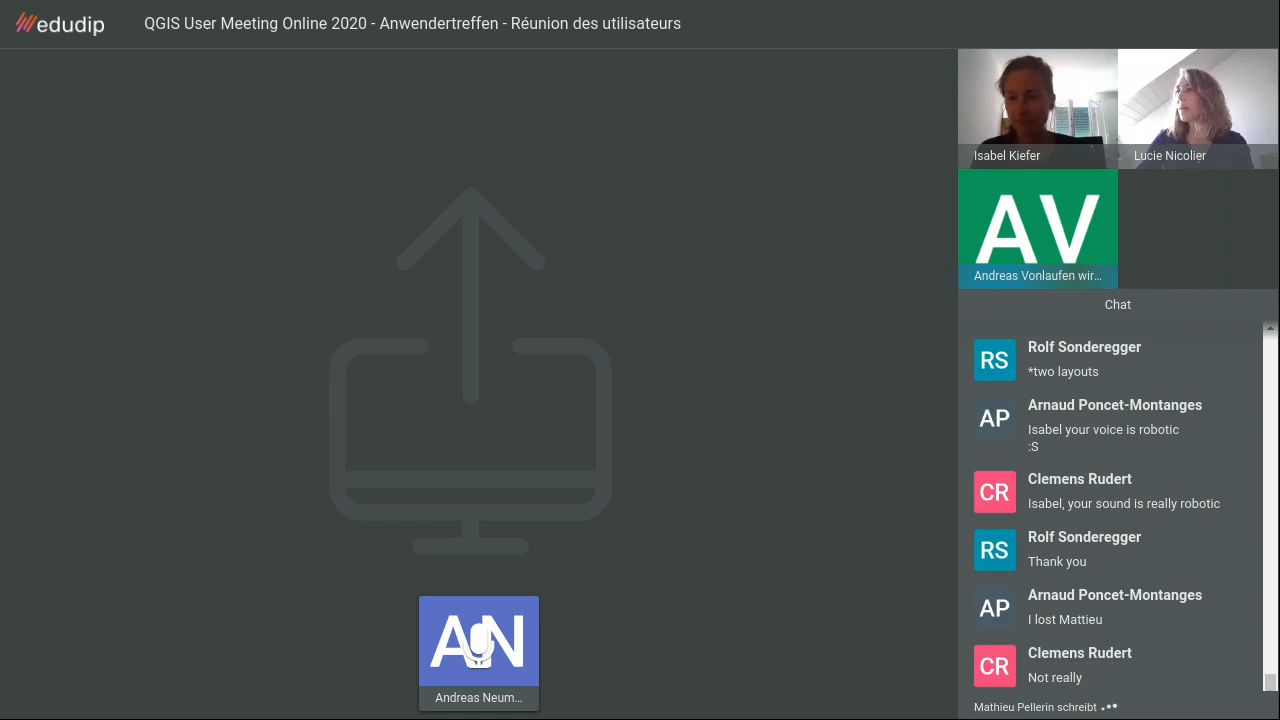 edudip
QGIS User Meeting Online 2020 - Anwendertreffen - Réunion des utilisateurs
Isabel Kiefer
Lucie Nicolier
AV
Andreas Vonlaufen wir...
Chat
RS
Rolf Sonderegger
*two layouts
AP
Arnaud Poncet-Montanges
Isabel your voice is robotic
:S
CR
Clemens Rudert
Isabel, your sound is really robotic
RS
Rolf Sonderegger
Thank you
AP
Arnaud Poncet-Montanges
I lost Mattieu
CR
Clemens Rudert
Not really
Mathieu Pellerin schreibt
AN
Andreas Neum...